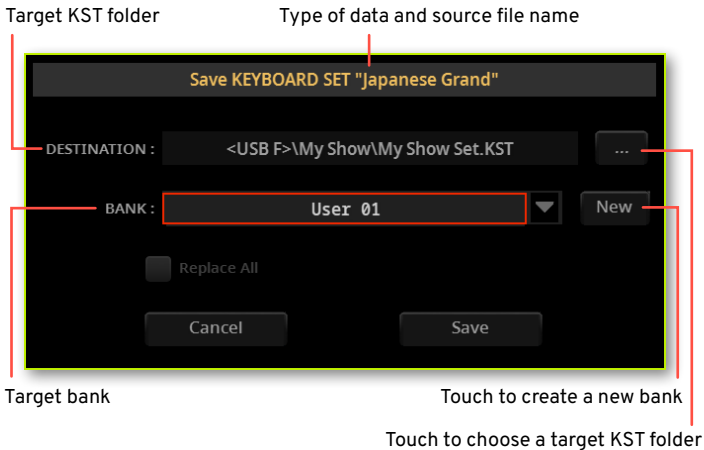 Target KST folder
Type of data and source file name
Save KEYBOARD SET "Japanese Grand"
DESTINATION :
<USB F>\My Show\My Show Set.KST
...
BANK :
User 01
New
Replace All
Cancel
Save
Target bank
Touch to create a new bank
Touch to choose a target KST folder